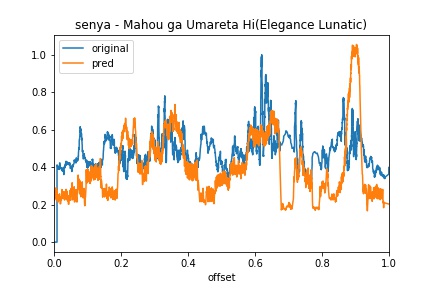 senya - Mahou ga Umareta Hi(Elegance Lunatic)
original
pred
1.0
0.8
0.6
0.4
0.2
0.0
0.0 0.2 0.4 0.6 0.8 1.0
offset